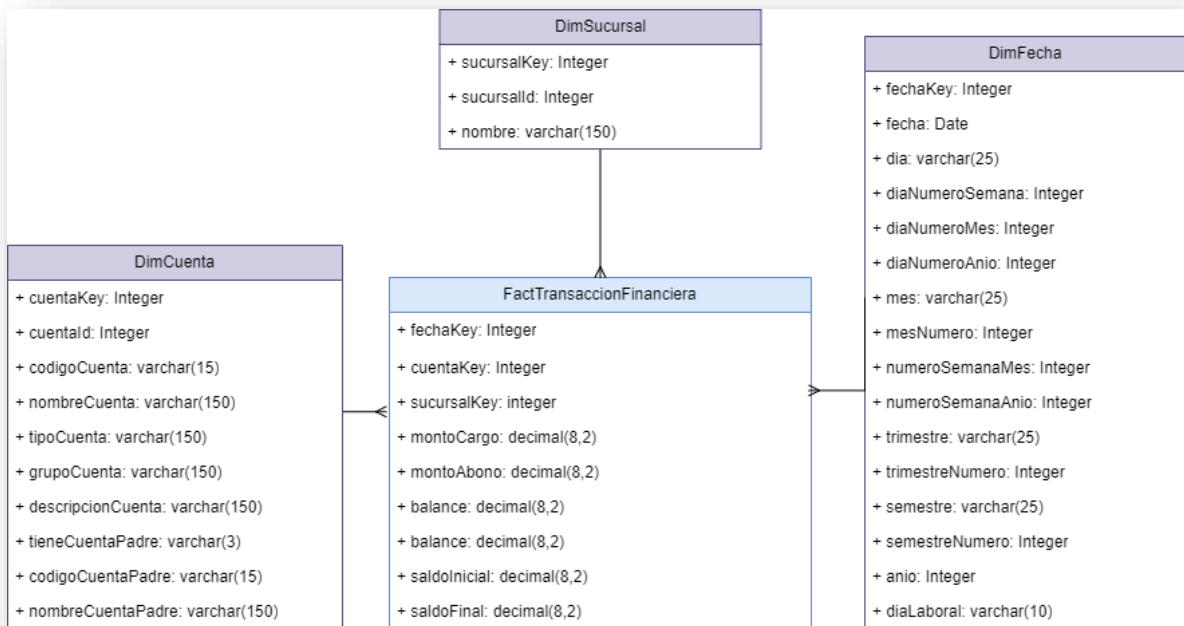 DimSucursal
+ sucursalKey: Integer
+ sucursalId: Integer
+ nombre: varchar(150)
DimFecha
+ fechaKey: Integer
+ fecha: Date
+ dia: varchar(25)
+ diaNumeroSemana: Integer
+ diaNumeroMes: Integer
+ diaNumeroAnio: Integer
+ mes: varchar(25)
+ mesNumero: Integer
+ numeroSemanaMes: Integer
+ numeroSemanaAnio: Integer
+ trimestre: varchar(25)
+ trimestreNumero: Integer
+ semestre: varchar(25)
+ semestreNumero: Integer
+ anio: Integer
+ diaLaboral: varchar(10)
DimCuenta
+ cuentaKey: Integer
+ cuentaId: Integer
+ codigoCuenta: varchar(15)
+ nombreCuenta: varchar(150)
+ tipoCuenta: varchar(150)
+ grupoCuenta: varchar(150)
+ descripcionCuenta: varchar(150)
+ tieneCuentaPadre: varchar(3)
+ codigoCuentaPadre: varchar(15)
+ nombreCuentaPadre: varchar(150)
FactTransaccionFinanciera
+ fechaKey: Integer
+ cuentaKey: Integer
+ sucursalKey: integer
+ montoCargo: decimal(8,2)
+ montoAbono: decimal(8,2)
+ balance: decimal(8,2)
+ balance: decimal(8,2)
+ saldoInicial: decimal(8,2)
+ saldoFinal: decimal(8,2)